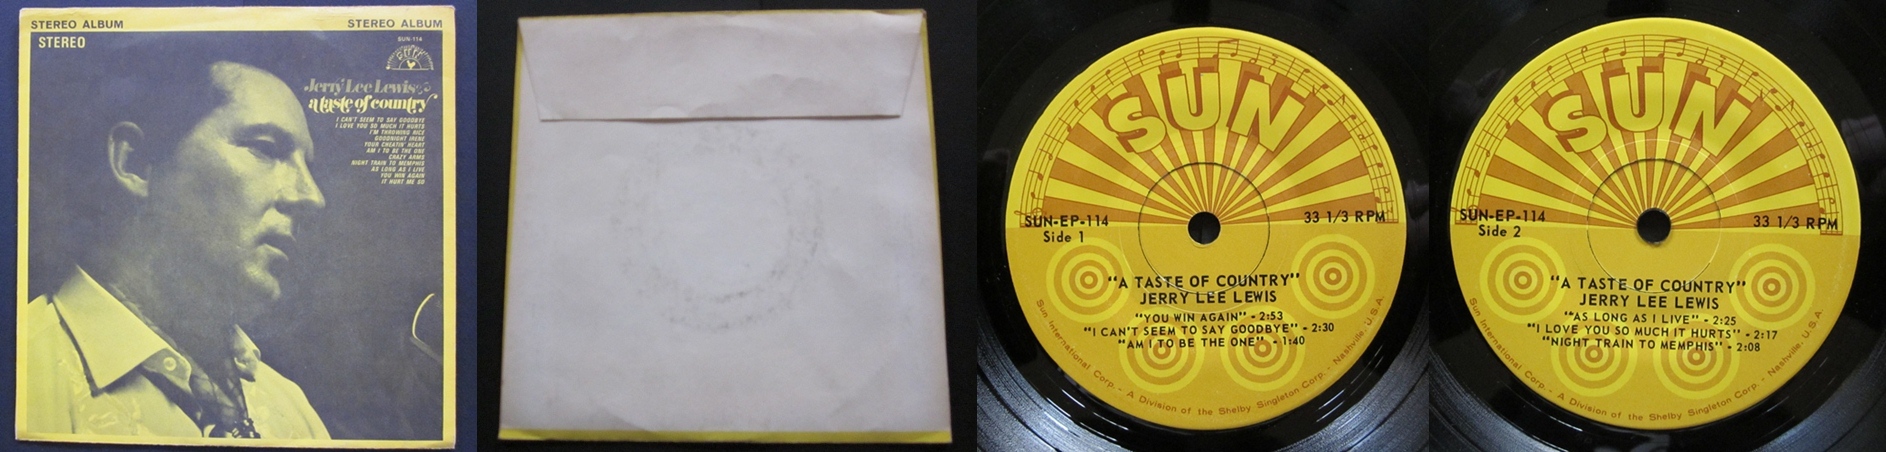 STEREO ALBUM STEREO ALBUM
STEREO
SUN-114
Jerry Lee Lewis
a taste of country
I CAN'T SEEM TO SAY GOODBYE
I LOVE YOU SO MUCH IT HURTS
I'M THROWING RICE
GOODNIGHT IRENE
YOUR CHEATIN' HEART
AM I TO BE THE ONE
CRAZY ARMS
NIGHT TRAIN TO MEMPHIS
AS LONG AS I LIVE
YOU WIN AGAIN
IT HURT ME SO
SUN
SUN-EP-114
Side 1
33 1/3 RPM
"A TASTE OF COUNTRY"
JERRY LEE LEWIS
"YOU WIN AGAIN" - 2:53
"I CAN'T SEEM TO SAY GOODBYE" - 2:30
"AM I TO BE THE ONE" - 1:40
Sun International Corp. - A Division of the Shelby Singleton Corp. - Nashville, U.S.A.
SUN
SUN-EP-114
Side 2
33 1/3 RPM
"A TASTE OF COUNTRY"
JERRY LEE LEWIS
"AS LONG AS I LIVE" - 2:25
"I LOVE YOU SO MUCH IT HURTS" - 2:17
"NIGHT TRAIN TO MEMPHIS" - 2:08
Sun International Corp. - A Division of the Shelby Singleton Corp. - Nashville, U.S.A.